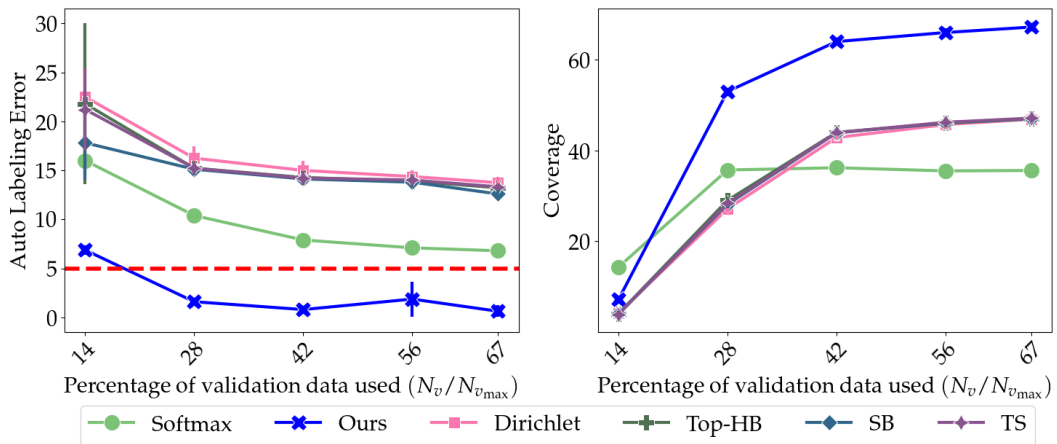 30
25
20
15
10
5
0
Auto Labeling Error
14 28 42 56 67
Percentage of validation data used (N_v/N_{v_max})
60
40
20
Coverage
14 28 42 56 67
Percentage of validation data used (N_v/N_{v_max})
Softmax Ours Dirichlet Top-HB SB TS